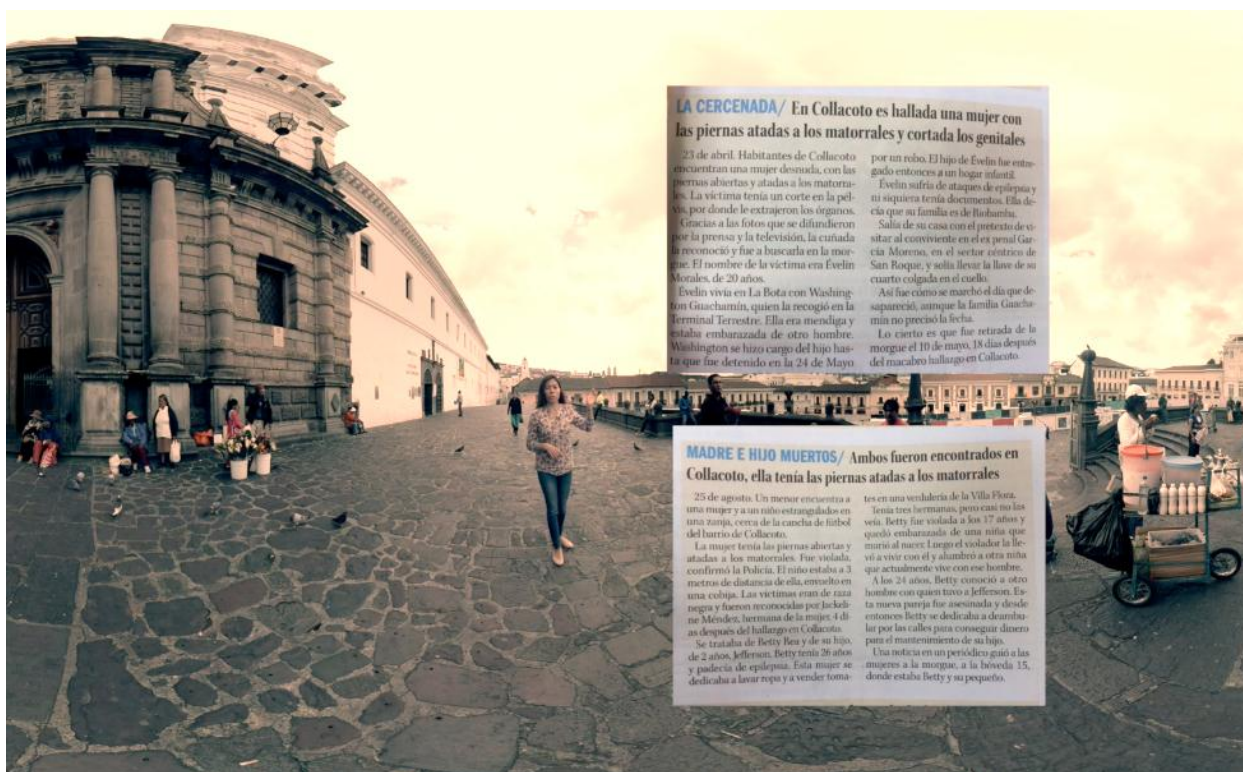 LA CERCENADA/ En Collacoto es hallada una mujer con
las piernas atadas a los matorrales y cortada los genitales
23 de abril. Habitantes de Collacoto
encuentran una mujer desnuda, con las
piernas abiertas y atadas a los matorra-
les. La víctima tenía un corte en la pél-
vis, por donde le extrajeron los órganos.
Gracias a las fotos que se difundieron
por la prensa y la televisión, la cuñada
la reconoció y fue a buscarla en la mor-
gue. El nombre de la víctima era Évelin
Morales, de 20 años.
Évelin vivía en La Bota con Washing-
ton Guachamín, quien la recogió en la
Terminal Terrestre. Ella era mendiga y
estaba embarazada de otro hombre.
Washington se hizo cargo del hijo has-
ta que fue detenido en la 24 de Mayo
por un robo. El hijo de Évelin fue entre-
gado entonces a un hogar infantil.
Évelin sufría de ataques de epilepsia y
ni siquiera tenía documentos. Ella de-
cía que su familia es de Riobamba.
Salía de su casa con el pretexto de vi-
sitar al conviviente en el ex penal Gar-
cía Moreno, en el sector céntrico de
San Roque, y solía llevar la llave de su
cuarto colgada en el cuello.
Así fue cómo se marchó el día que de-
sapareció, aunque la familia Guacha-
mín no precisó la fecha.
Lo cierto es que fue retirada de la
morgue el 10 de mayo, 18 días después
del macabro hallazgo en Collacoto.
MADRE E HIJO MUERTOS/ Ambos fueron encontrados en
Collacoto, ella tenía las piernas atadas a los matorrales
25 de agosto. Un menor encuentra a
una mujer y a un niño estrangulados en
una zanja, cerca de la cancha de fútbol
del barrio de Collacoto.
La mujer tenía las piernas abiertas y
atadas a los matorrales. Fue violada,
confirmó la Policía. El niño estaba a 3
metros de distancia de ella, envuelto en
una cobija. Las víctimas eran de raza
negra y fueron reconocidas por Jackeli-
ne Méndez, hermana de la mujer, 4 dí-
as después del hallazgo en Collacoto.
Se trataba de Betty Bea y de su hijo,
de 2 años, Jefferson. Betty tenía 26 años
y padecía de epilepsia. Esta mujer se
dedicaba a lavar ropa y a vender toma-
tes en una verdulería de la Villa Flora.
Tenía tres hermanas, pero casi no las
veía. Betty fue violada a los 17 años y
quedó embarazada de una niña que
murió al nacer. Luego el violador la lle-
vó a vivir con él y alumbró a otra niña
que actualmente vive con ese hombre.
A los 24 años, Betty conoció a otro
hombre con quien tuvo a Jefferson. Es-
ta nueva pareja fue asesinada y desde
entonces Betty se dedicaba a deambu-
lar por las calles para conseguir dinero
para el mantenimiento de su hijo.
Una noticia en un periódico guió a las
mujeres a la morgue, a la bóveda 15,
donde estaba Betty y su pequeño.